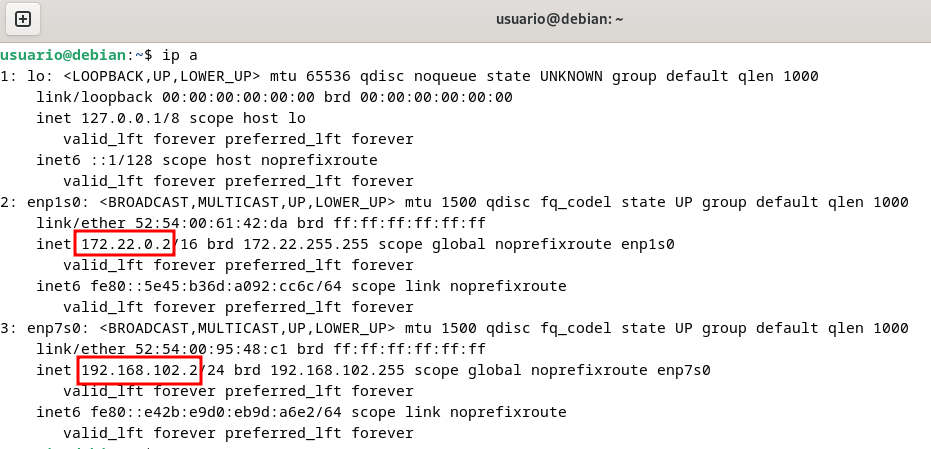 usuario@debian: ~
usuario@debian:~$ ip a
1: lo: <LOOPBACK,UP,LOWER_UP> mtu 65536 qdisc noqueue state UNKNOWN group default qlen 1000
    link/loopback 00:00:00:00:00:00 brd 00:00:00:00:00:00
    inet 127.0.0.1/8 scope host lo
       valid_lft forever preferred_lft forever
    inet6 ::1/128 scope host noprefixroute
       valid_lft forever preferred_lft forever
2: enp1s0: <BROADCAST,MULTICAST,UP,LOWER_UP> mtu 1500 qdisc fq_codel state UP group default qlen 1000
    link/ether 52:54:00:61:42:da brd ff:ff:ff:ff:ff:ff
    inet 172.22.0.2/16 brd 172.22.255.255 scope global noprefixroute enp1s0
       valid_lft forever preferred_lft forever
    inet6 fe80::5e45:b36d:a092:cc6c/64 scope link noprefixroute
       valid_lft forever preferred_lft forever
3: enp7s0: <BROADCAST,MULTICAST,UP,LOWER_UP> mtu 1500 qdisc fq_codel state UP group default qlen 1000
    link/ether 52:54:00:95:48:c1 brd ff:ff:ff:ff:ff:ff
    inet 192.168.102.2/24 brd 192.168.102.255 scope global noprefixroute enp7s0
       valid_lft forever preferred_lft forever
    inet6 fe80::e42b:e9d0:eb9d:a6e2/64 scope link noprefixroute
       valid_lft forever preferred_lft forever